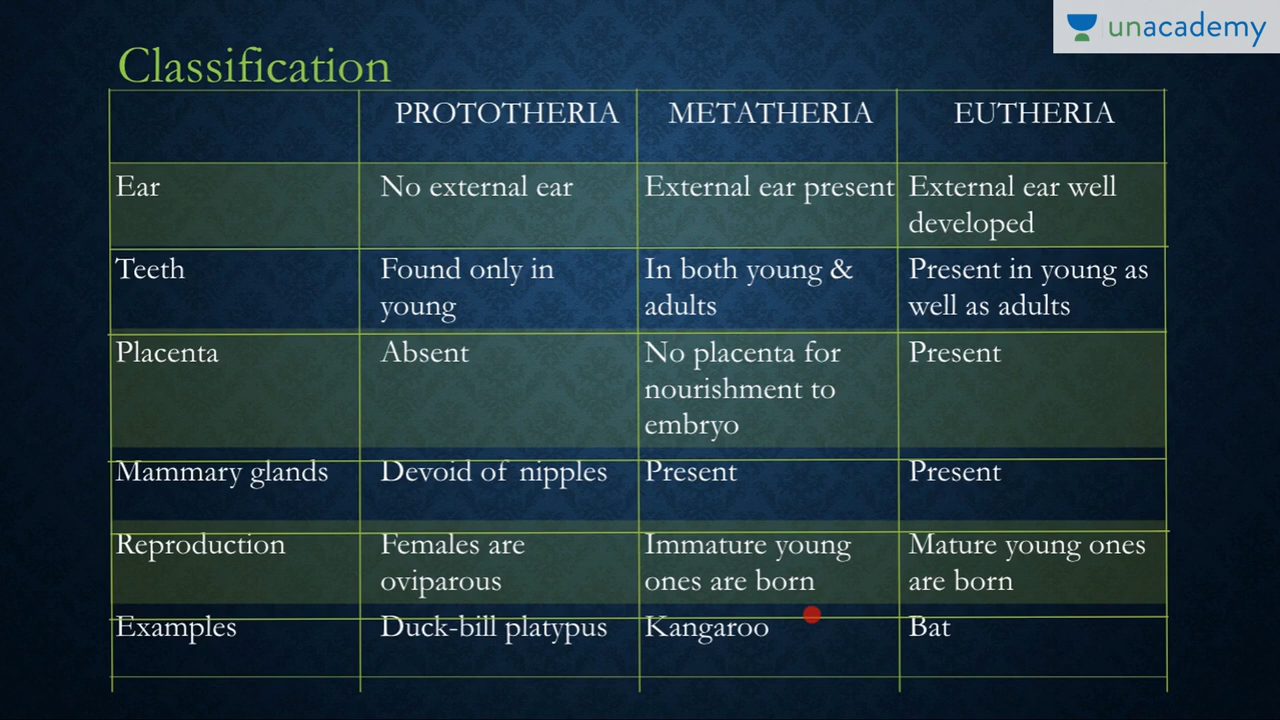 unacademy
Classification
PROTOTHERIA METATHERIA EUTHERIA
Ear No external ear External ear present External ear well
developed
Teeth Found only in In both young & Present in young as
young adults well as adults
Placenta Absent No placenta for Present
nourishment to
embryo
Mammary glands Devoid of nipples Present Present
Reproduction Females are Immature young Mature young ones
oviparous ones are born are born
Examples Duck-bill platypus Kangaroo Bat